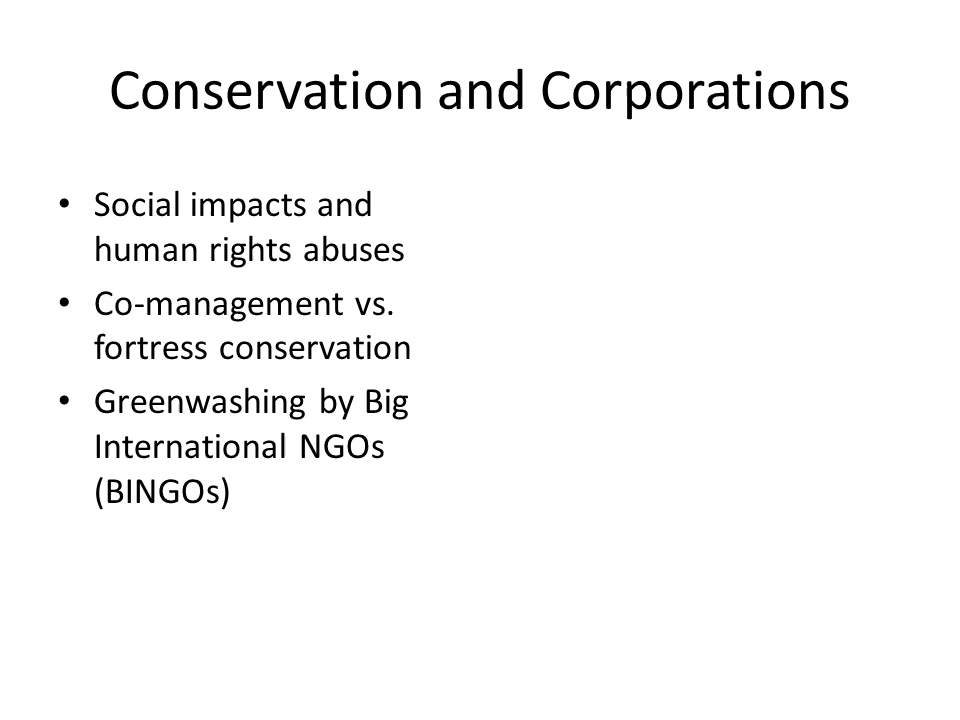 Conservation and Corporations
• Social impacts and
human rights abuses
• Co-management vs.
fortress conservation
• Greenwashing by Big
International NGOs
(BINGOs)